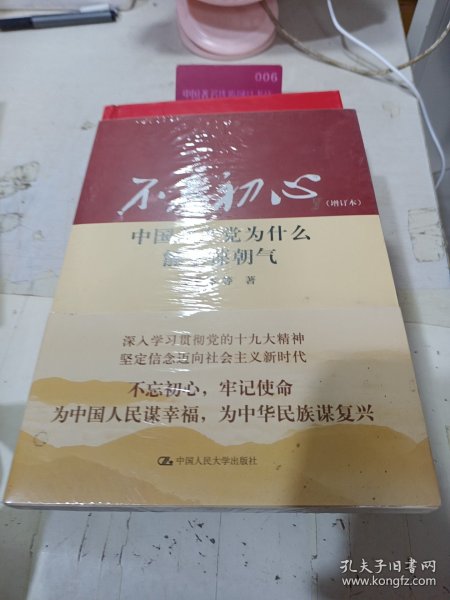 006
不忘初心
(增订本)
中国 党为什么
朝气
等 著
深入学习贯彻党的十九大精神
坚定信念迈向社会主义新时代
不忘初心，牢记使命
为中国人民谋幸福，为中华民族谋复兴
中国人民大学出版社
孔夫子旧书网
www.kongfz.com